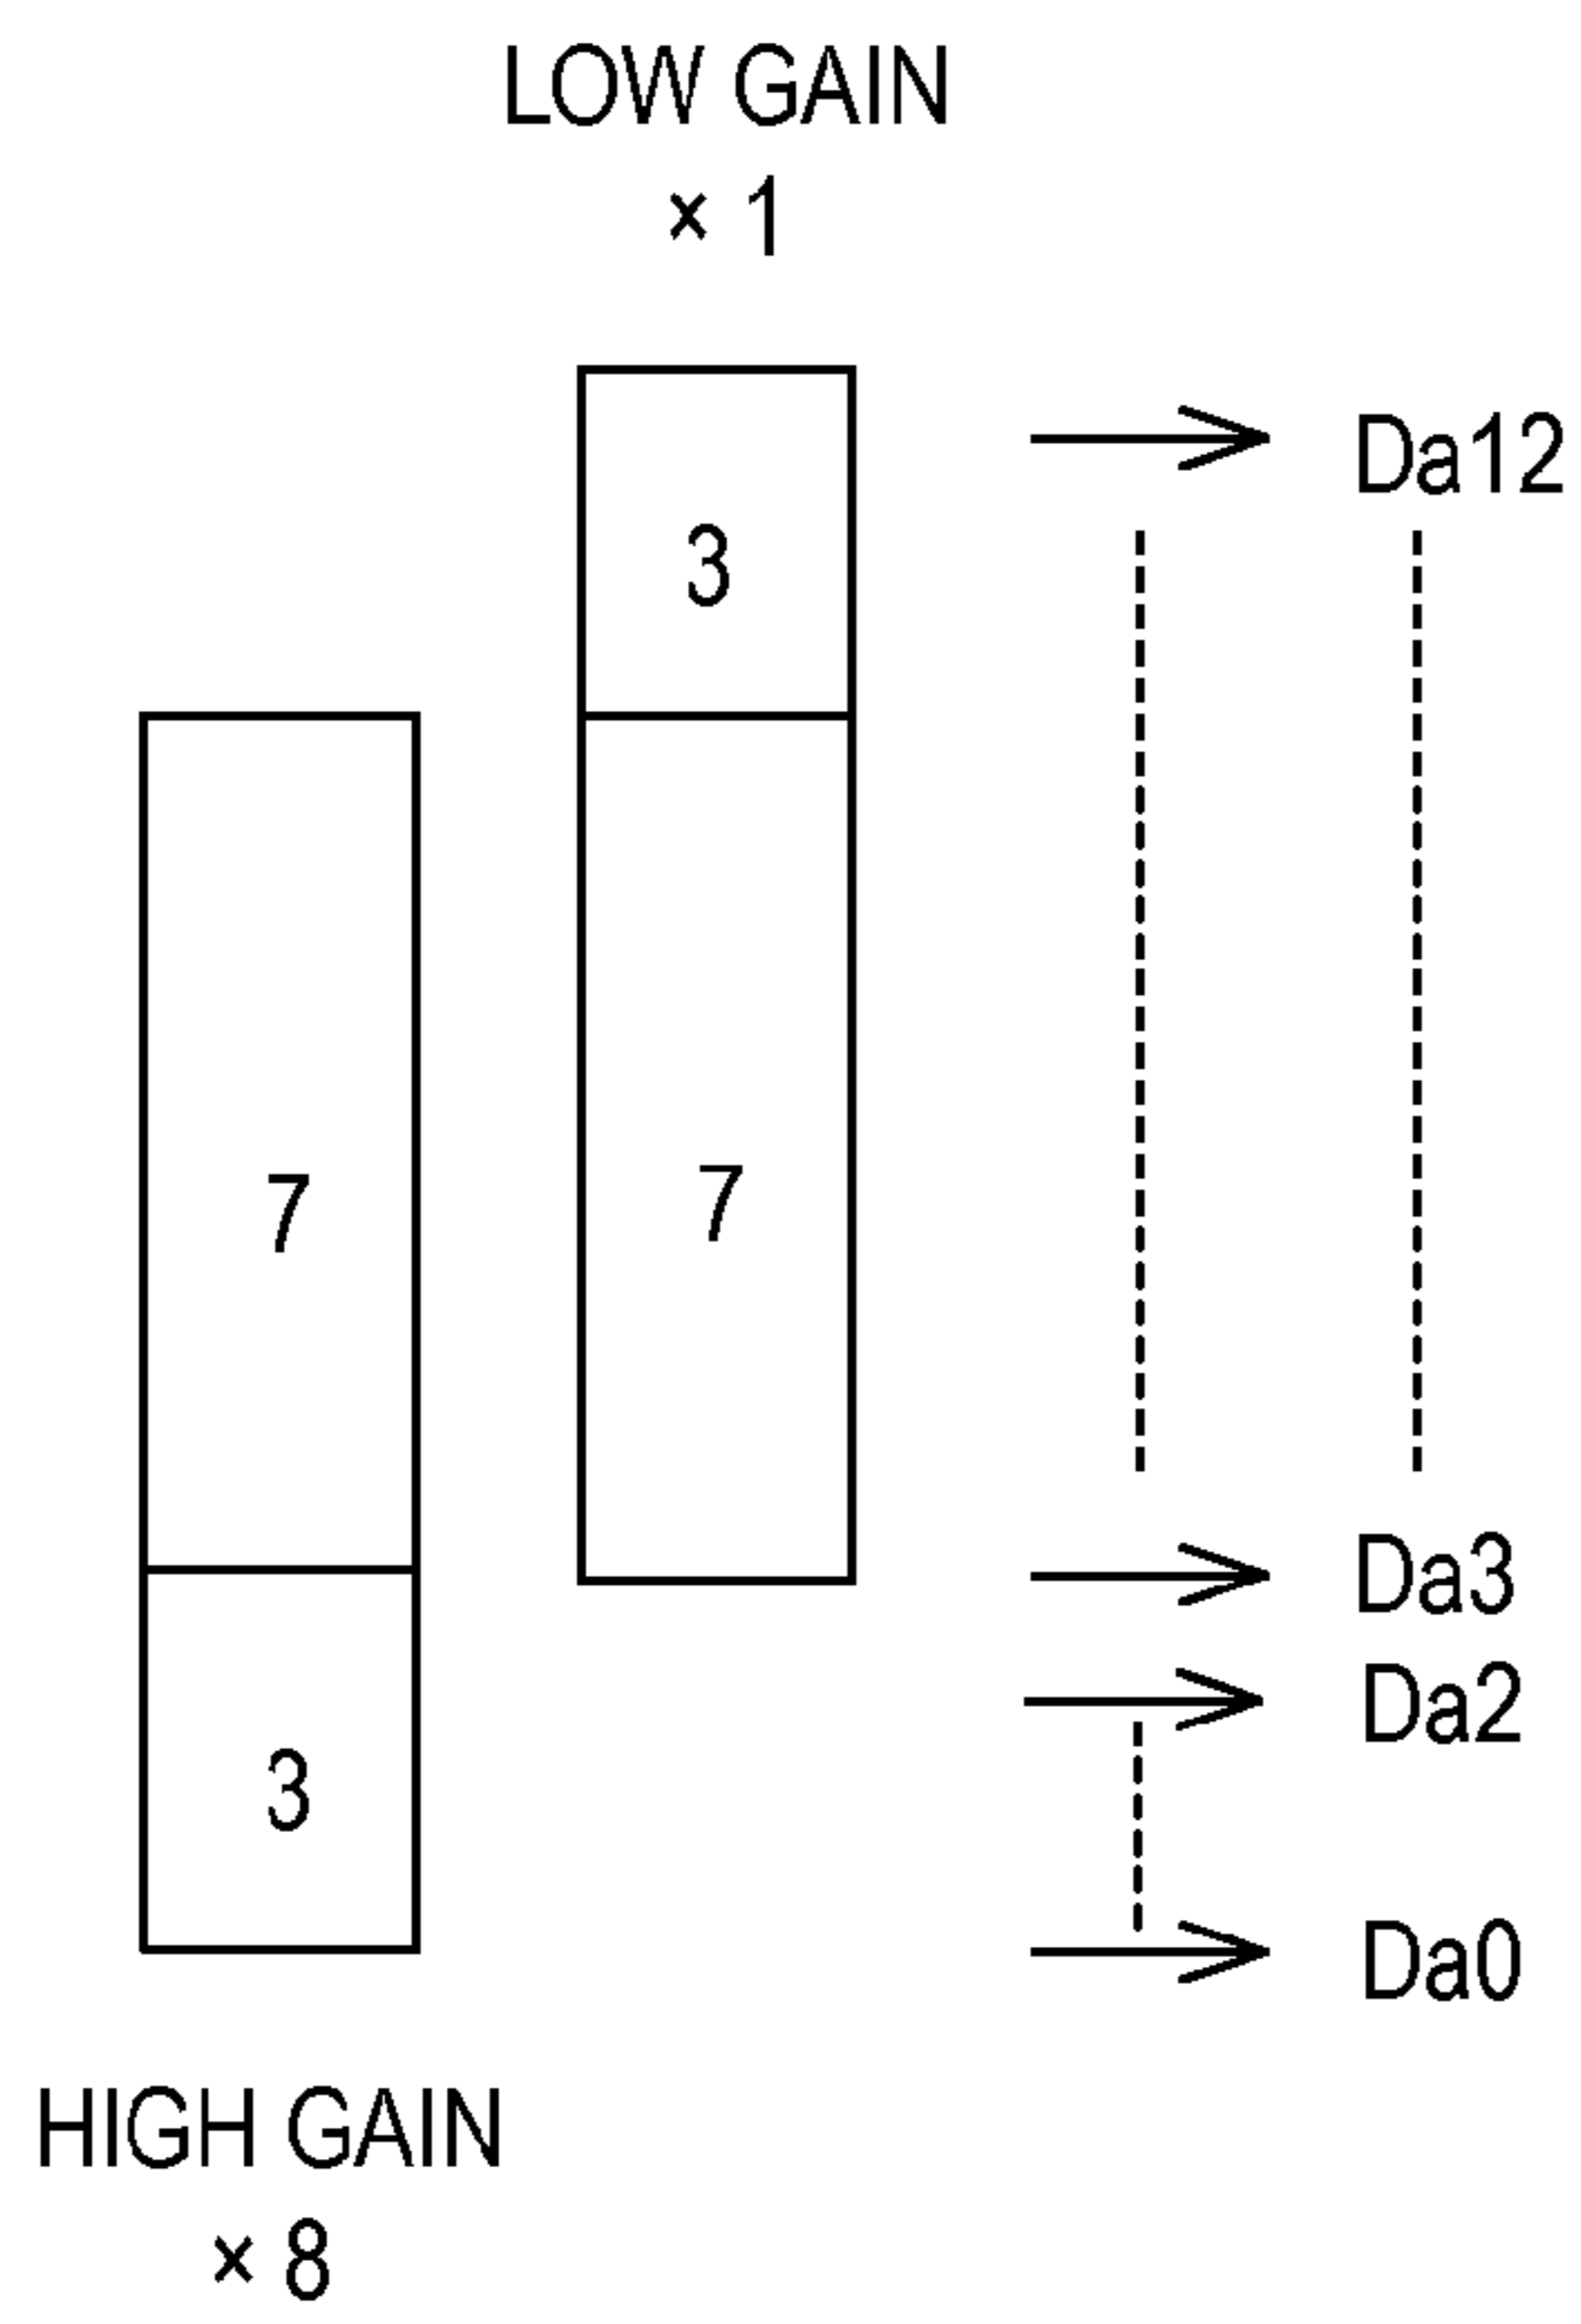 LOW GAIN
× 1
Da12
3
7
7
Da3
Da2
3
Da0
HIGH GAIN
× 8